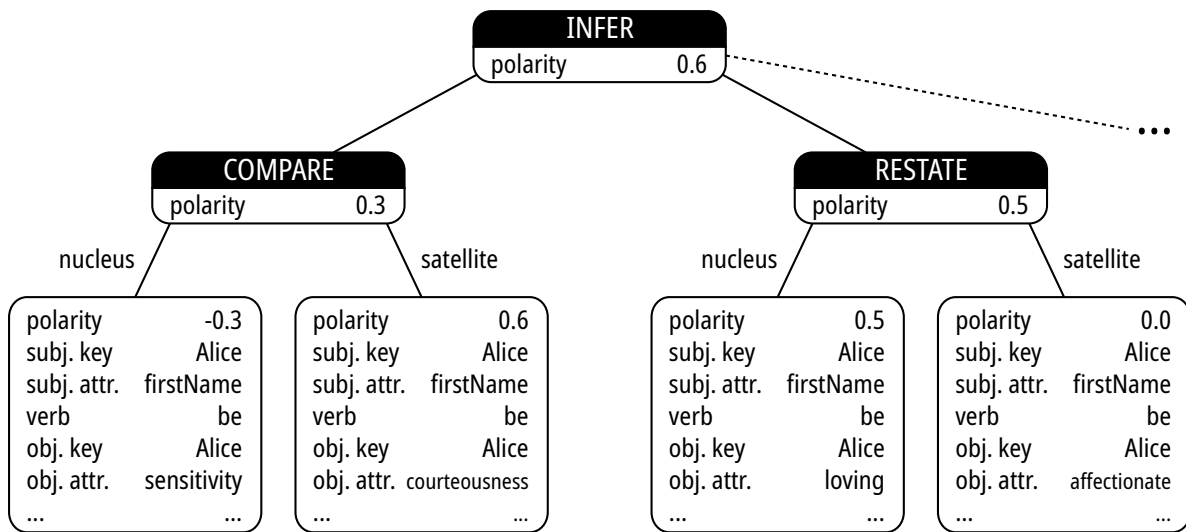 INFER
polarity 0.6
...
COMPARE
polarity 0.3
RESTATE
polarity 0.5
nucleus
satellite
nucleus
satellite
polarity -0.3
subj. key Alice
subj. attr. firstName
verb be
obj. key Alice
obj. attr. sensitivity
... ...
polarity 0.6
subj. key Alice
subj. attr. firstName
verb be
obj. key Alice
obj. attr. courteousness
... ...
polarity 0.5
subj. key Alice
subj. attr. firstName
verb be
obj. key Alice
obj. attr. loving
... ...
polarity 0.0
subj. key Alice
subj. attr. firstName
verb be
obj. key Alice
obj. attr. affectionate
... ...